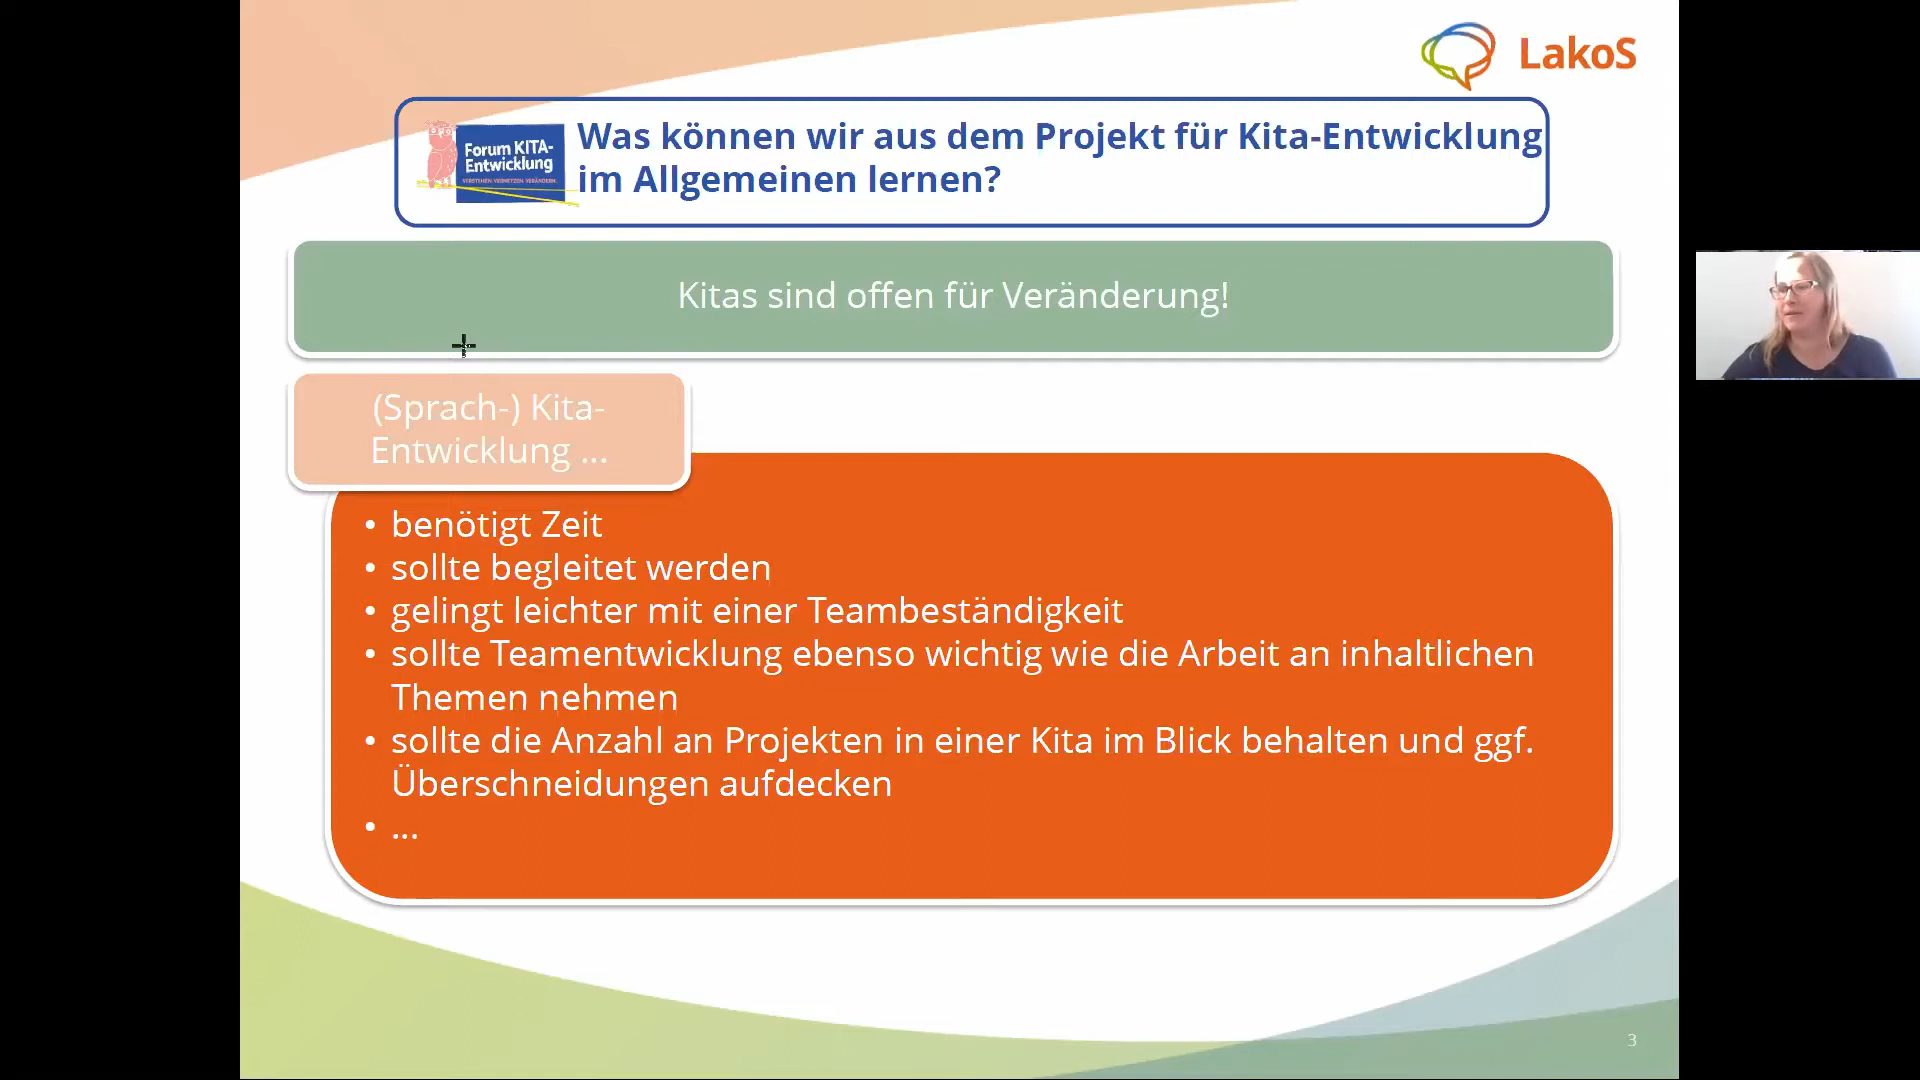 LakoS
Forum KITA-
Entwicklung
VERSTEHEN. VERNETZEN. VERÄNDERN.
Was können wir aus dem Projekt für Kita-Entwicklung
im Allgemeinen lernen?
Kitas sind offen für Veränderung!
(Sprach-) Kita-
Entwicklung ...
• benötigt Zeit
• sollte begleitet werden
• gelingt leichter mit einer Teambeständigkeit
• sollte Teamentwicklung ebenso wichtig wie die Arbeit an inhaltlichen
Themen nehmen
• sollte die Anzahl an Projekten in einer Kita im Blick behalten und ggf.
Überschneidungen aufdecken
• ...
3